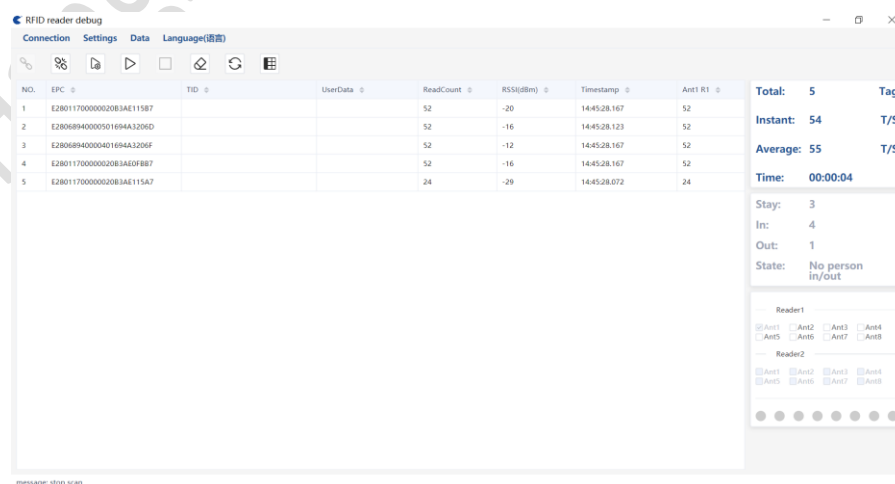 RFID reader debug
Connection Settings Data Language(语言)
NO. EPC TID UserData ReadCount RSSI(dBm) Timestamp Ant1 R1
1 E28011700000020B3AE115B7 52 -20 14:45:28.167 52
2 E28068940000501694A3206D 52 -16 14:45:28.123 52
3 E28068940000401694A3206F 52 -12 14:45:28.167 52
4 E28011700000020B3AE0FBB7 52 -16 14:45:28.167 52
5 E28011700000020B3AE115A7 24 -29 14:45:28.072 24
Total: 5 Tag
Instant: 54 T/S
Average: 55 T/S
Time: 00:00:04
Stay: 3
In: 4
Out: 1
State: No person in/out
Reader1
Ant1 Ant2 Ant3 Ant4
Ant5 Ant6 Ant7 Ant8
Reader2
Ant1 Ant2 Ant3 Ant4
Ant5 Ant6 Ant7 Ant8
message: stop scan